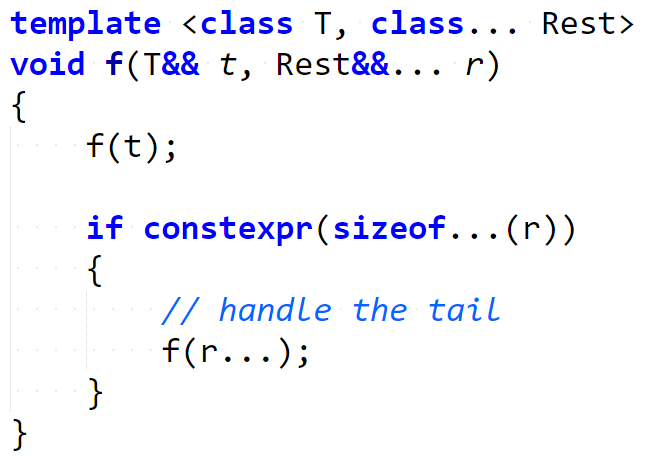 template <class T, class... Rest>
void f(T&& t, Rest&&... r)
{
    f(t);

    if constexpr(sizeof...(r))
    {
        // handle the tail
        f(r...);
    }
}